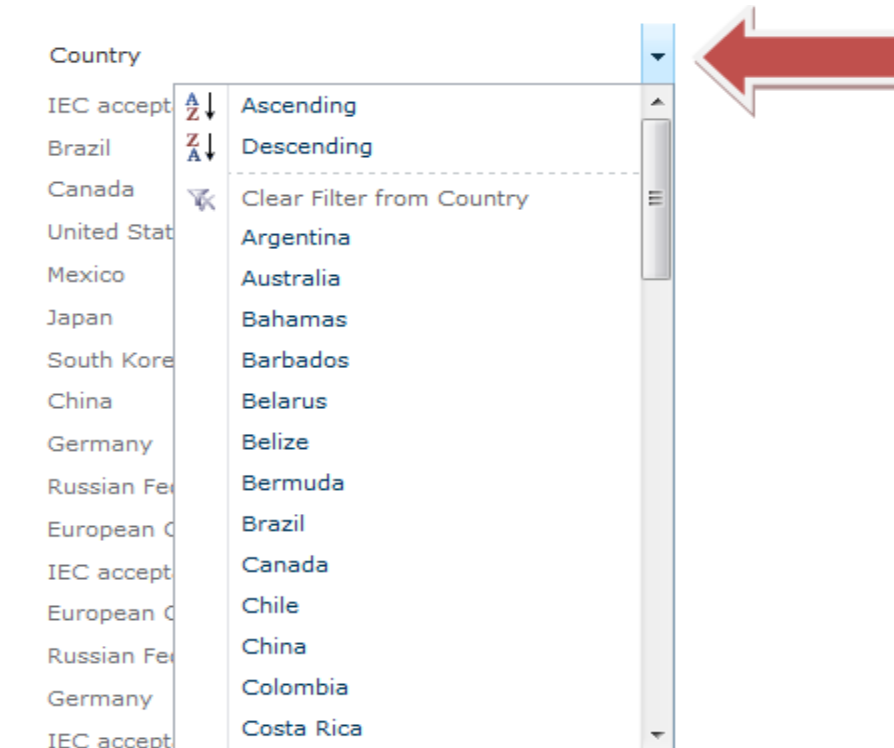 Country
IEC accept
Brazil
Canada
United Stat
Mexico
Japan
South Kore
China
Germany
Russian Fe
European C
IEC accept
European C
Russian Fe
Germany
IEC accept
Ascending
Descending
Clear Filter from Country
Argentina
Australia
Bahamas
Barbados
Belarus
Belize
Bermuda
Brazil
Canada
Chile
China
Colombia
Costa Rica